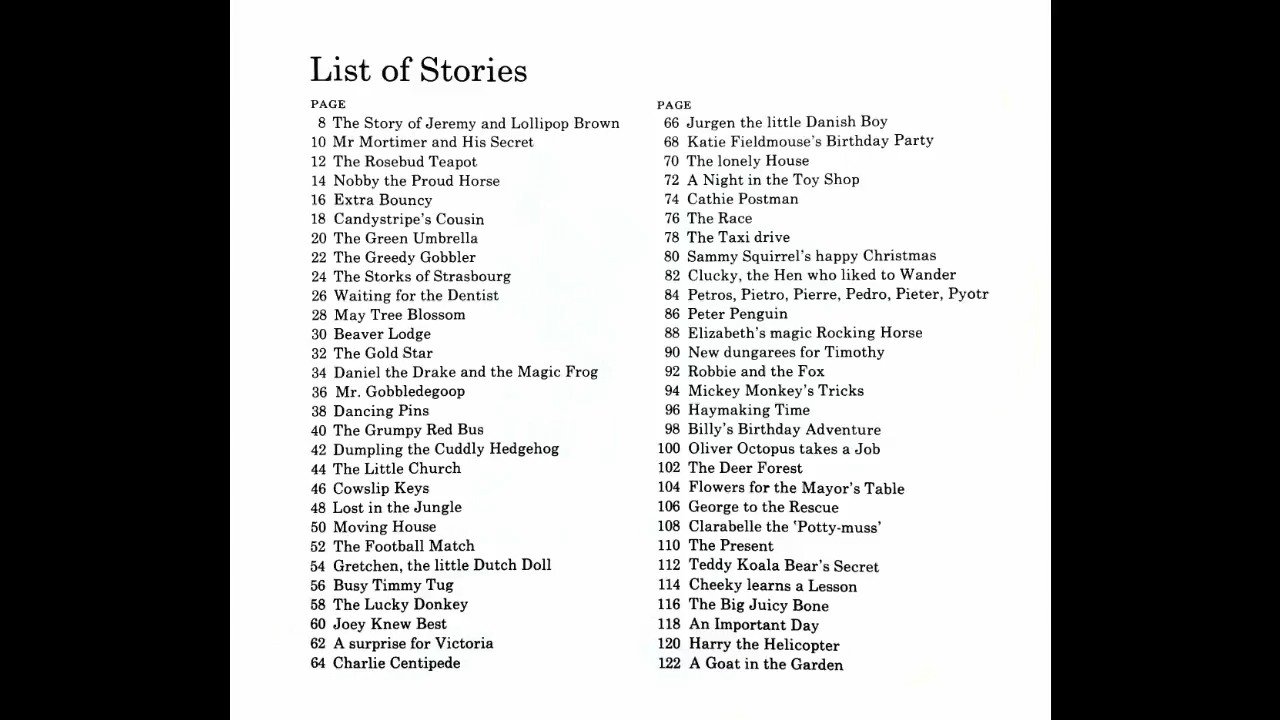 List of Stories
PAGE
8 The Story of Jeremy and Lollipop Brown
10 Mr Mortimer and His Secret
12 The Rosebud Teapot
14 Nobby the Proud Horse
16 Extra Bouncy
18 Candystripe's Cousin
20 The Green Umbrella
22 The Greedy Gobbler
24 The Storks of Strasbourg
26 Waiting for the Dentist
28 May Tree Blossom
30 Beaver Lodge
32 The Gold Star
34 Daniel the Drake and the Magic Frog
36 Mr. Gobbledegoop
38 Dancing Pins
40 The Grumpy Red Bus
42 Dumpling the Cuddly Hedgehog
44 The Little Church
46 Cowslip Keys
48 Lost in the Jungle
50 Moving House
52 The Football Match
54 Gretchen, the little Dutch Doll
56 Busy Timmy Tug
58 The Lucky Donkey
60 Joey Knew Best
62 A surprise for Victoria
64 Charlie Centipede
PAGE
66 Jurgen the little Danish Boy
68 Katie Fieldmouse's Birthday Party
70 The lonely House
72 A Night in the Toy Shop
74 Cathie Postman
76 The Race
78 The Taxi drive
80 Sammy Squirrel's happy Christmas
82 Clucky, the Hen who liked to Wander
84 Petros, Pietro, Pierre, Pedro, Pieter, Pyotr
86 Peter Penguin
88 Elizabeth's magic Rocking Horse
90 New dungarees for Timothy
92 Robbie and the Fox
94 Mickey Monkey's Tricks
96 Haymaking Time
98 Billy's Birthday Adventure
100 Oliver Octopus takes a Job
102 The Deer Forest
104 Flowers for the Mayor's Table
106 George to the Rescue
108 Clarabelle the 'Potty-muss'
110 The Present
112 Teddy Koala Bear's Secret
114 Cheeky learns a Lesson
116 The Big Juicy Bone
118 An Important Day
120 Harry the Helicopter
122 A Goat in the Garden